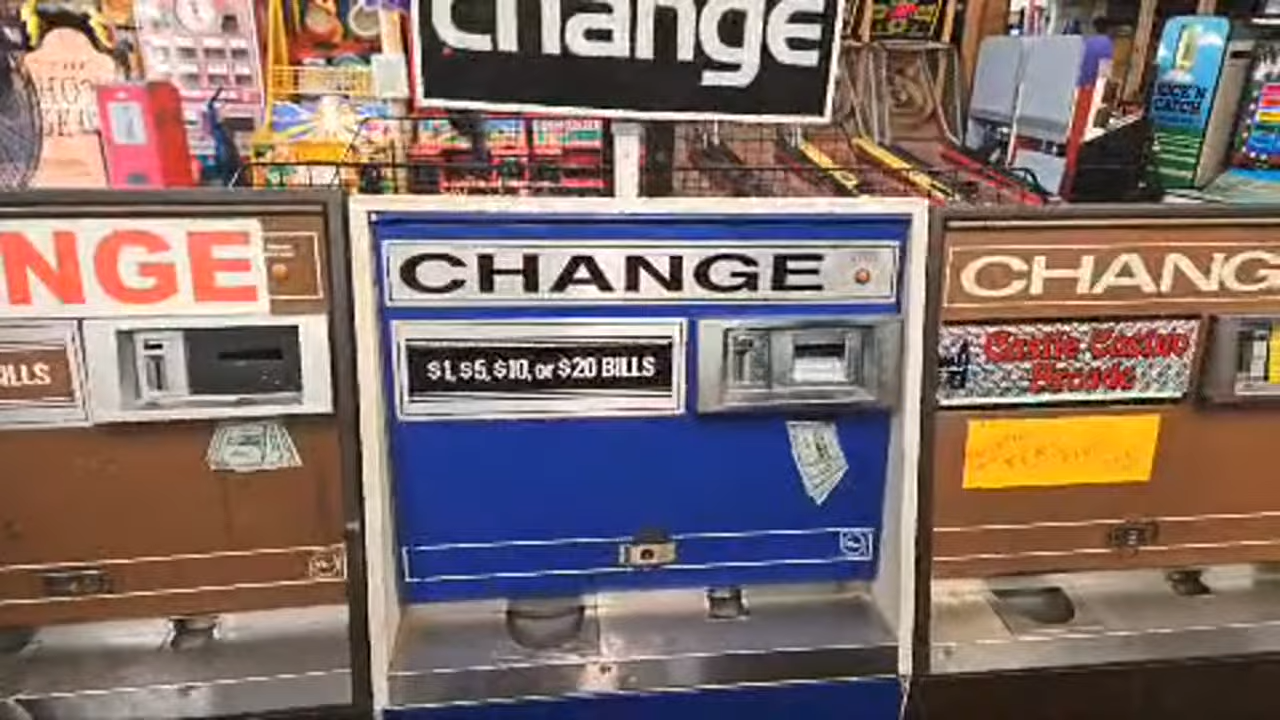 change
NGE
CHANGE
CHANG
ILLS
$1, $5, $10, or $20 BILLS
Castle Casino
Arcade
KICK'N
CATCH